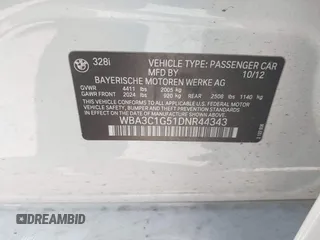 328i
VEHICLE TYPE: PASSENGER CAR
MFD BY 10/12
BAYERISCHE MOTOREN WERKE AG
GVWR 4411 lbs 2005 kg
GAWR FRONT 2024 lbs 920 kg REAR 2508 lbs 1140 kg
THIS VEHICLE CONFORMS TO ALL APPLICABLE
U.S. FEDERAL MOTOR VEHICLE SAFETY, BUMPER AND THEFT PREVENTION
STANDARDS IN EFFECT ON THE DATE OF MANUFACTURE SHOWN ABOVE
WBA3C1G51DNR44343
AUTOBIDMASTER